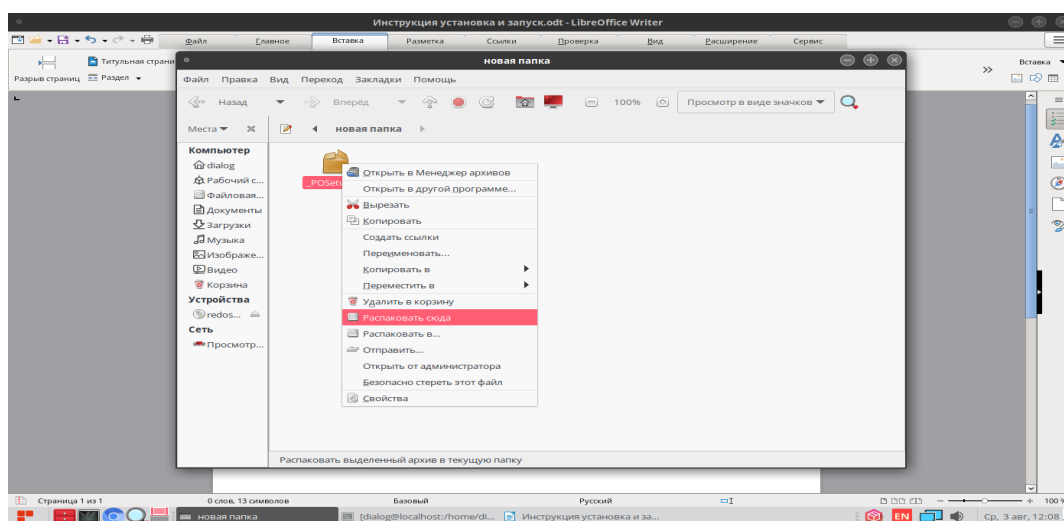 Инструкция установка и запуск.odt - LibreOffice Writer
Файл Главное Вставка Разметка Ссылки Проверка Вид Расширение Сервис
Титульная страни
Разрыв страниц Раздел
Вставка
новая папка
Файл Правка Вид Переход Закладки Помощь
Назад Вперёд 100% Просмотр в виде значков
Места новая папка
Компьютер
dialog
Рабочий с...
Файловая...
Документы
Загрузки
Музыка
Изображе...
Видео
Корзина
Устройства
redos...
Сеть
Просмотр...
Открыть в Менеджер архивов
Открыть в другой программе...
Вырезать
Копировать
Создать ссылки
Переименовать...
Копировать в
Переместить в
Удалить в корзину
Распаковать сюда
Распаковать в...
Отправить...
Открыть от администратора
Безопасно стереть этот файл
Свойства
Распаковать выделенный архив в текущую папку
Страница 1 из 1 0 слов, 13 символов Базовый Русский 100 %
новая папка [dialog@localhost:/home/di... Инструкция установка и за... EN Ср, 3 авг, 12:08